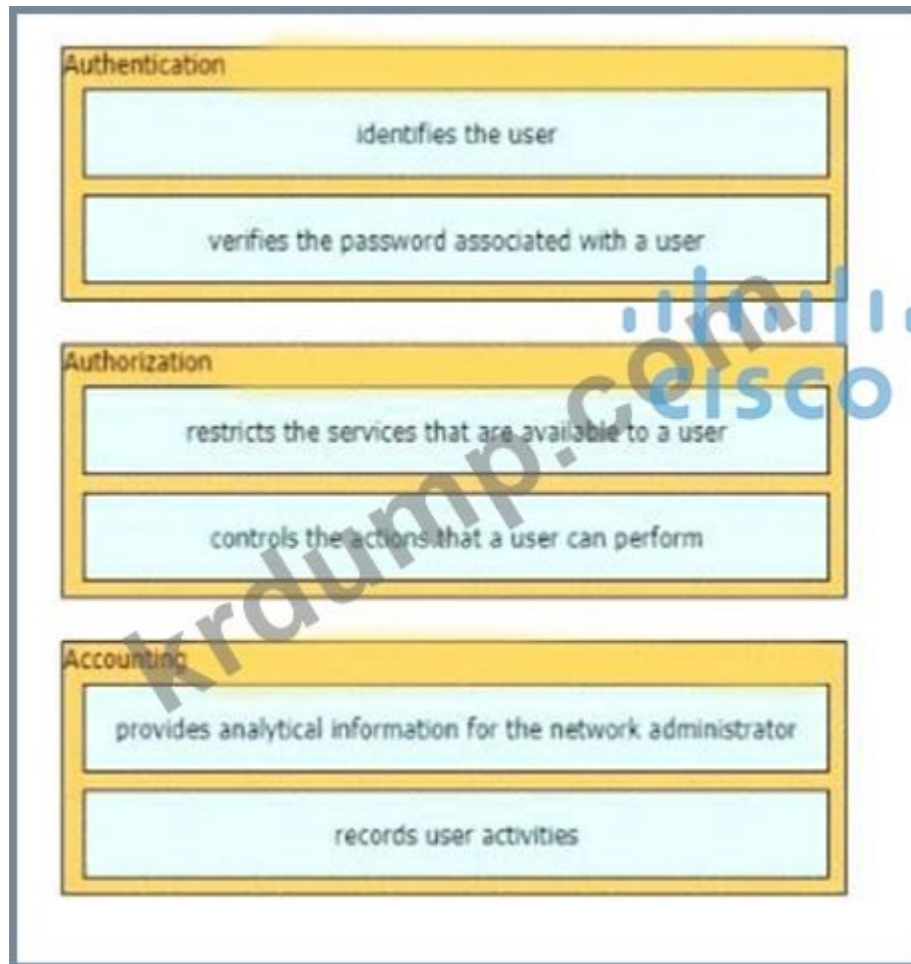 Authentication
identifies the user
verifies the password associated with a user
cisco
Authorization
restricts the services that are available to a user
controls the actions that a user can perform
krdump.com
Accounting
provides analytical information for the network administrator
records user activities